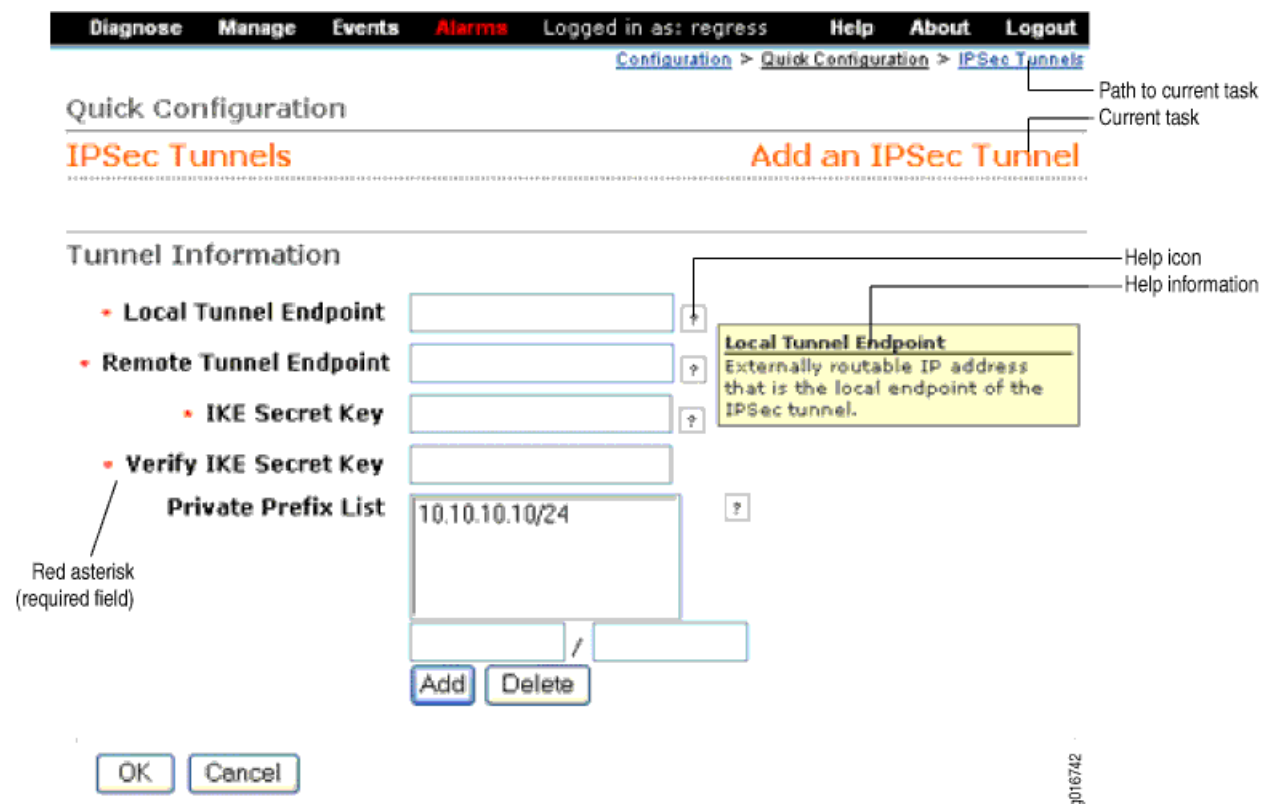 Diagnose Manage Events Alarms Logged in as: regress Help About Logout
Configuration > Quick Configuration > IPSec Tunnels
Path to current task
Quick Configuration
Current task
IPSec Tunnels Add an IPSec Tunnel
Tunnel Information
Help icon
Help information
* Local Tunnel Endpoint ?
Local Tunnel Endpoint
Externally routable IP address
that is the local endpoint of the
IPSec tunnel.
* Remote Tunnel Endpoint ?
* IKE Secret Key ?
* Verify IKE Secret Key
Private Prefix List 10.10.10.10/24 ?
Red asterisk
(required field)
/
Add Delete
OK Cancel
g016742